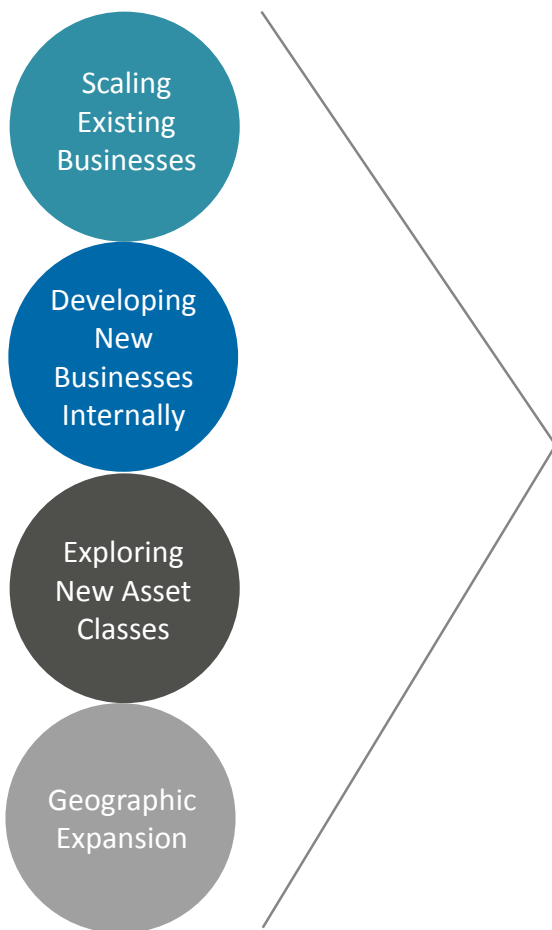 Scaling
Existing
Businesses
Developing
New
Businesses
Internally
Exploring
New Asset
Classes
Geographic
Expansion